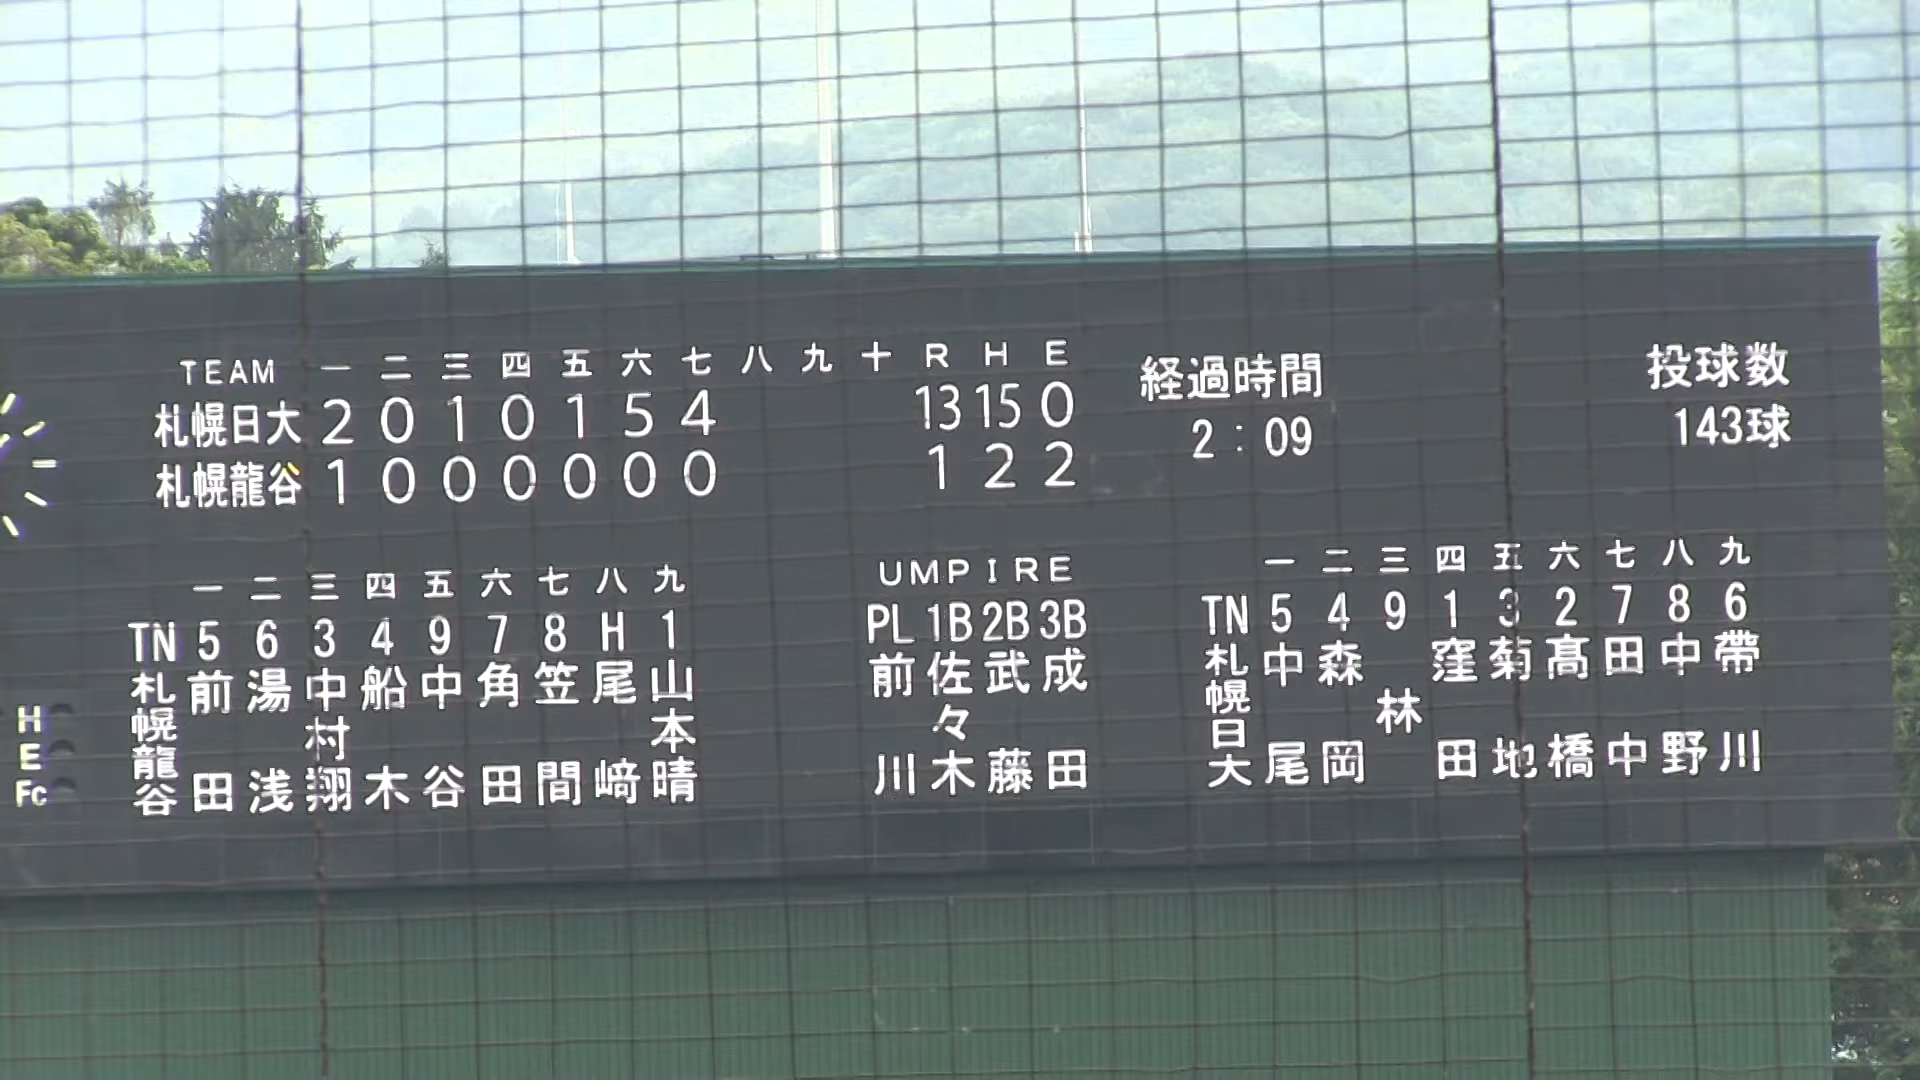 TEAM 一 二 三 四 五 六 七 八 九 十 R H E
札幌日大 2 0 1 0 1 5 4 13 15 0
札幌龍谷 1 0 0 0 0 0 0 1 2 2
経過時間
2:09
投球数
143球
一 二 三 四 五 六 七 八 九
TN 5 6 3 4 9 7 8 H 1
札幌龍谷 前田 湯浅 中村翔 船木 中谷 角田 笠間 尾﨑 山本晴
UMPIRE
PL 1B 2B 3B
前川 佐々木 武藤 成田
一 二 三 四 五 六 七 八 九
TN 5 4 9 1 3 2 7 8 6
札幌日大 中尾 森岡 林 窪田 菊地 髙橋 田中 中野 帶川
H
E
Fc